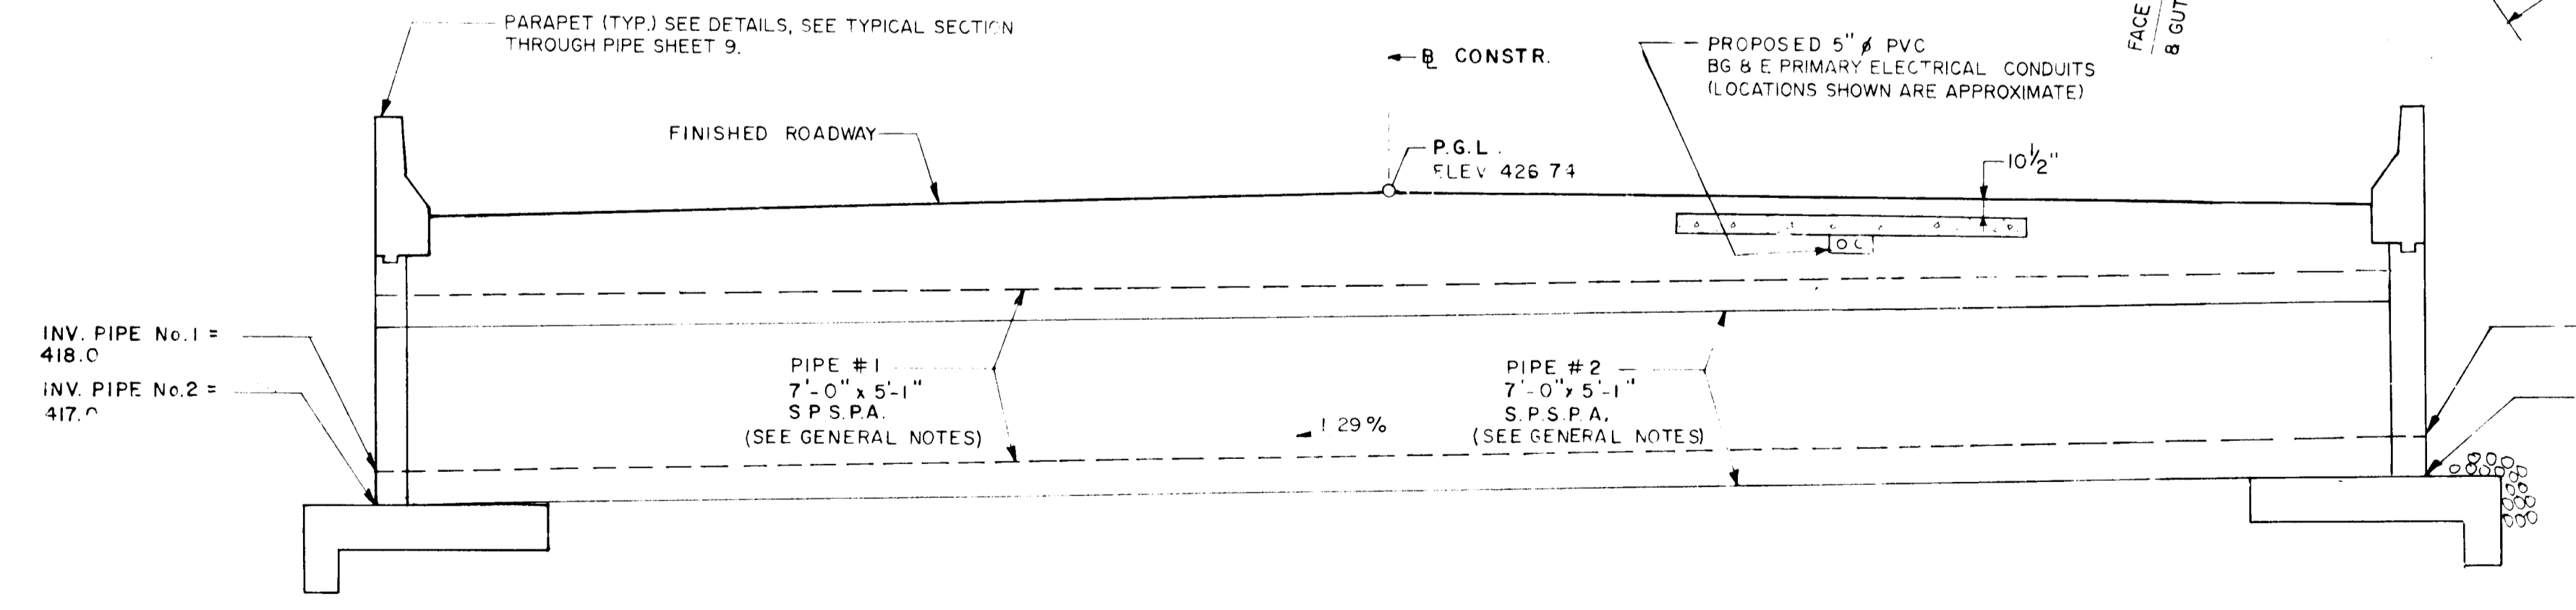 PARAPET (TYP.) SEE DETAILS, SEE TYPICAL SECTION
THROUGH PIPE SHEET 9.
FINISHED ROADWAY
℄ CONSTR.
P.G.L.
ELEV 426 74
PROPOSED 5" ø PVC
BG & E PRIMARY ELECTRICAL CONDUITS
(LOCATIONS SHOWN ARE APPROXIMATE)
FACE
& GUT
10½"
INV. PIPE No.1 =
418.0
INV. PIPE No.2 =
417.
PIPE #1
7'-0" x 5'-1"
S P S.P.A.
(SEE GENERAL NOTES)
1 29%
PIPE #2
7'-0" x 5'-1"
S.P.S.P.A.
(SEE GENERAL NOTES)